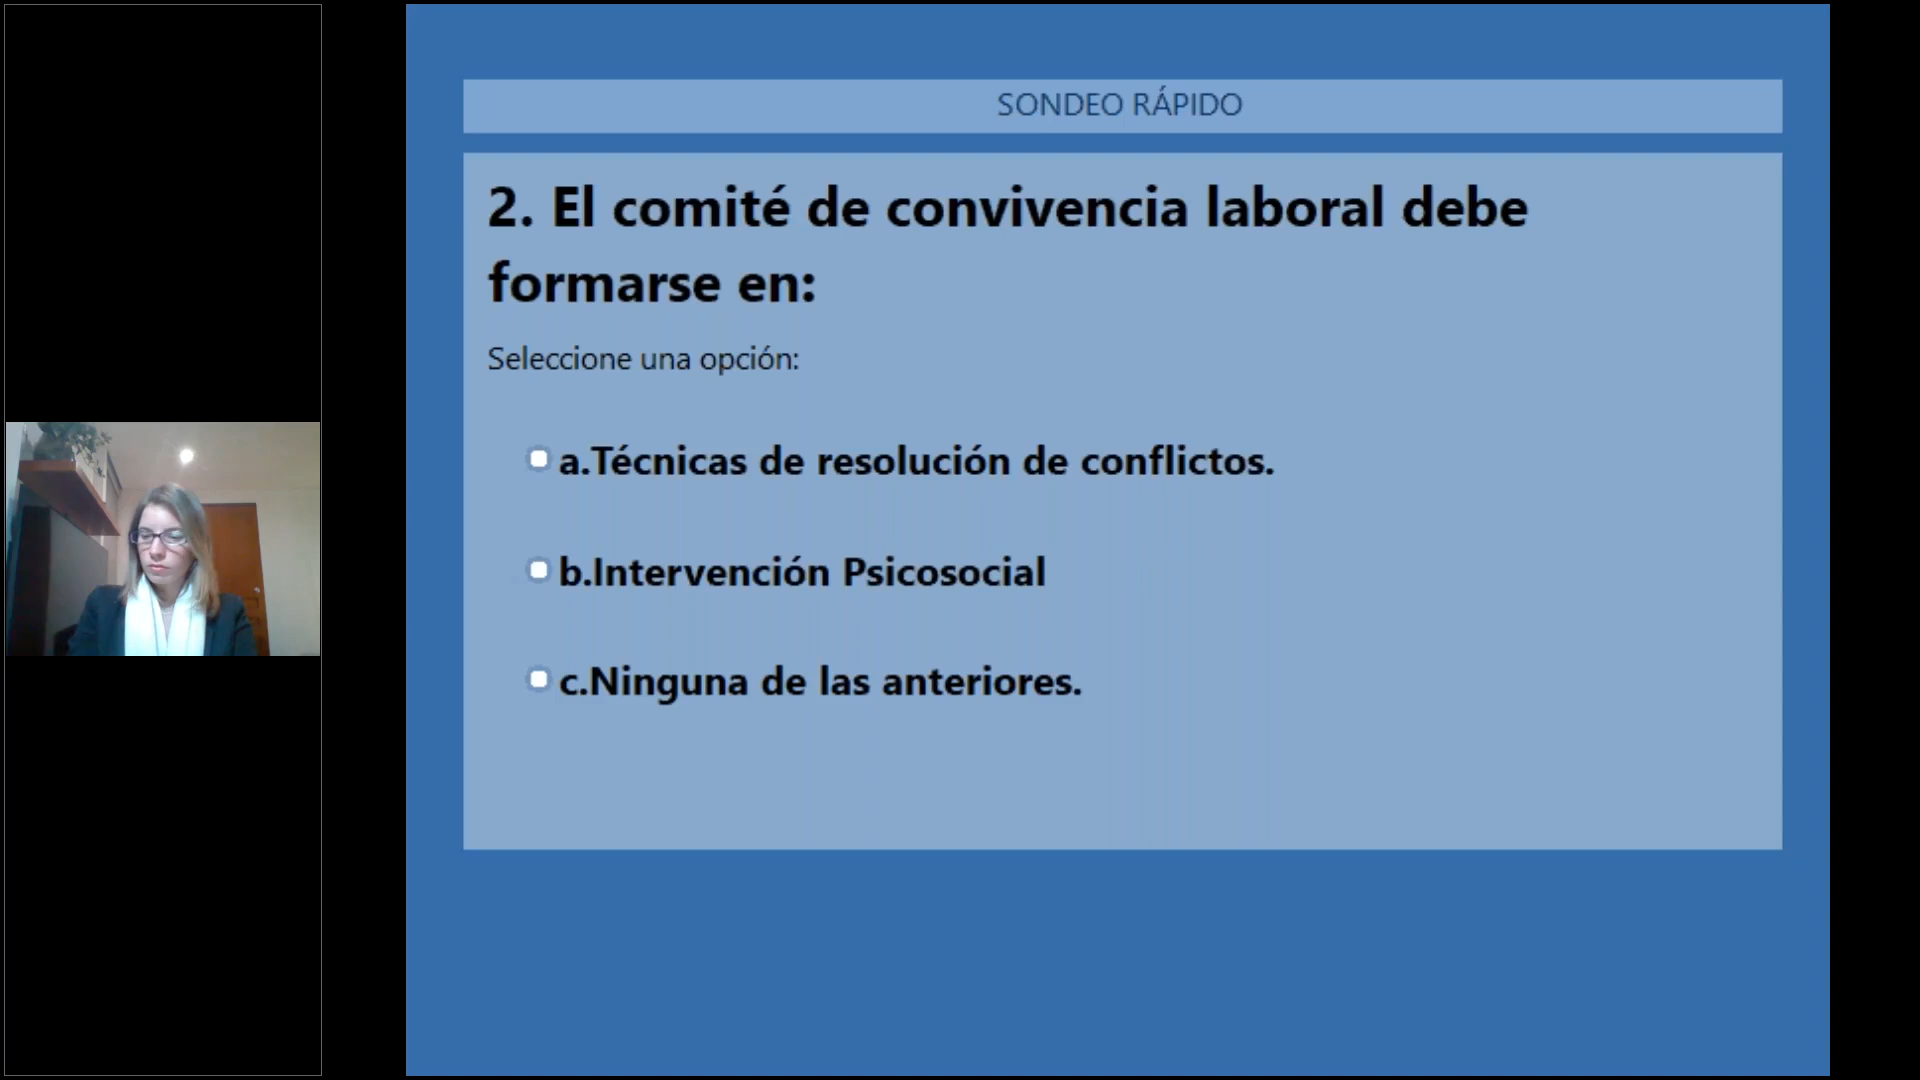 SONDEO RÁPIDO
2. El comité de convivencia laboral debe
formarse en:
Seleccione una opción:
a.Técnicas de resolución de conflictos.
b.Intervención Psicosocial
c.Ninguna de las anteriores.